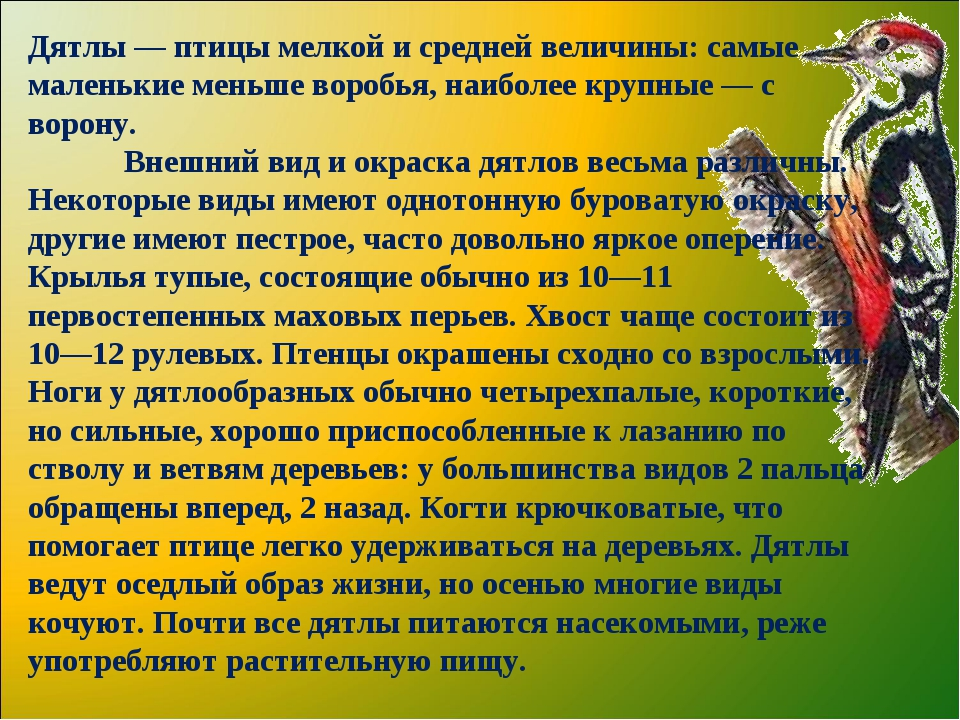 Дятлы — птицы мелкой и средней величины: самые
маленькие меньше воробья, наиболее крупные — с
ворону.
Внешний вид и окраска дятлов весьма различны.
Некоторые виды имеют однотонную буроватую окраску,
другие имеют пестрое, часто довольно яркое оперение.
Крылья тупые, состоящие обычно из 10—11
первостепенных маховых перьев. Хвост чаще состоит из
10—12 рулевых. Птенцы окрашены сходно со взрослыми.
Ноги у дятлообразных обычно четырехпалые, короткие,
но сильные, хорошо приспособленные к лазанию по
стволу и ветвям деревьев: у большинства видов 2 пальца
обращены вперед, 2 назад. Когти крючковатые, что
помогает птице легко удерживаться на деревьях. Дятлы
ведут оседлый образ жизни, но осенью многие виды
кочуют. Почти все дятлы питаются насекомыми, реже
употребляют растительную пищу.